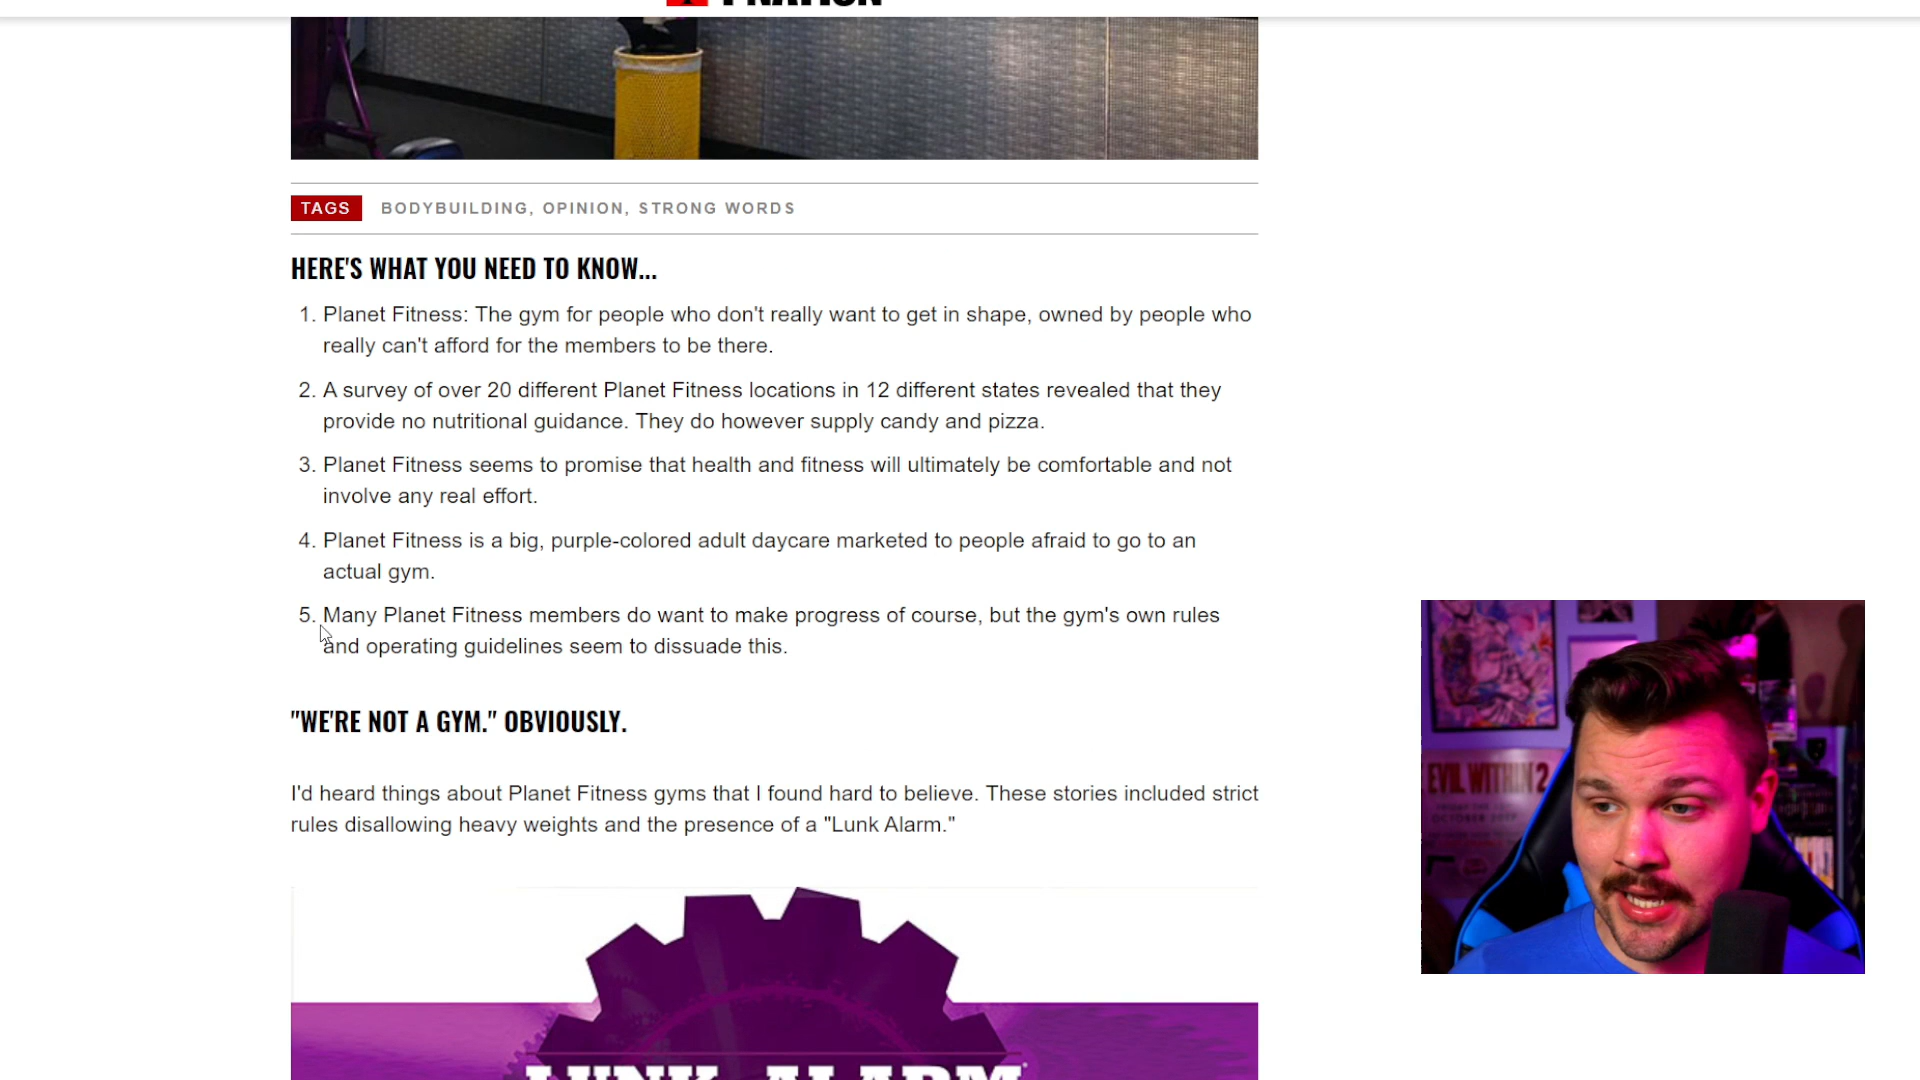 T NATION
TAGS BODYBUILDING, OPINION, STRONG WORDS
HERE'S WHAT YOU NEED TO KNOW...
1. Planet Fitness: The gym for people who don't really want to get in shape, owned by people who
really can't afford for the members to be there.
2. A survey of over 20 different Planet Fitness locations in 12 different states revealed that they
provide no nutritional guidance. They do however supply candy and pizza.
3. Planet Fitness seems to promise that health and fitness will ultimately be comfortable and not
involve any real effort.
4. Planet Fitness is a big, purple-colored adult daycare marketed to people afraid to go to an
actual gym.
5. Many Planet Fitness members do want to make progress of course, but the gym's own rules
and operating guidelines seem to dissuade this.
"WE'RE NOT A GYM." OBVIOUSLY.
I'd heard things about Planet Fitness gyms that I found hard to believe. These stories included strict
rules disallowing heavy weights and the presence of a "Lunk Alarm."
EVIL WITHIN 2
LUNK ALARM